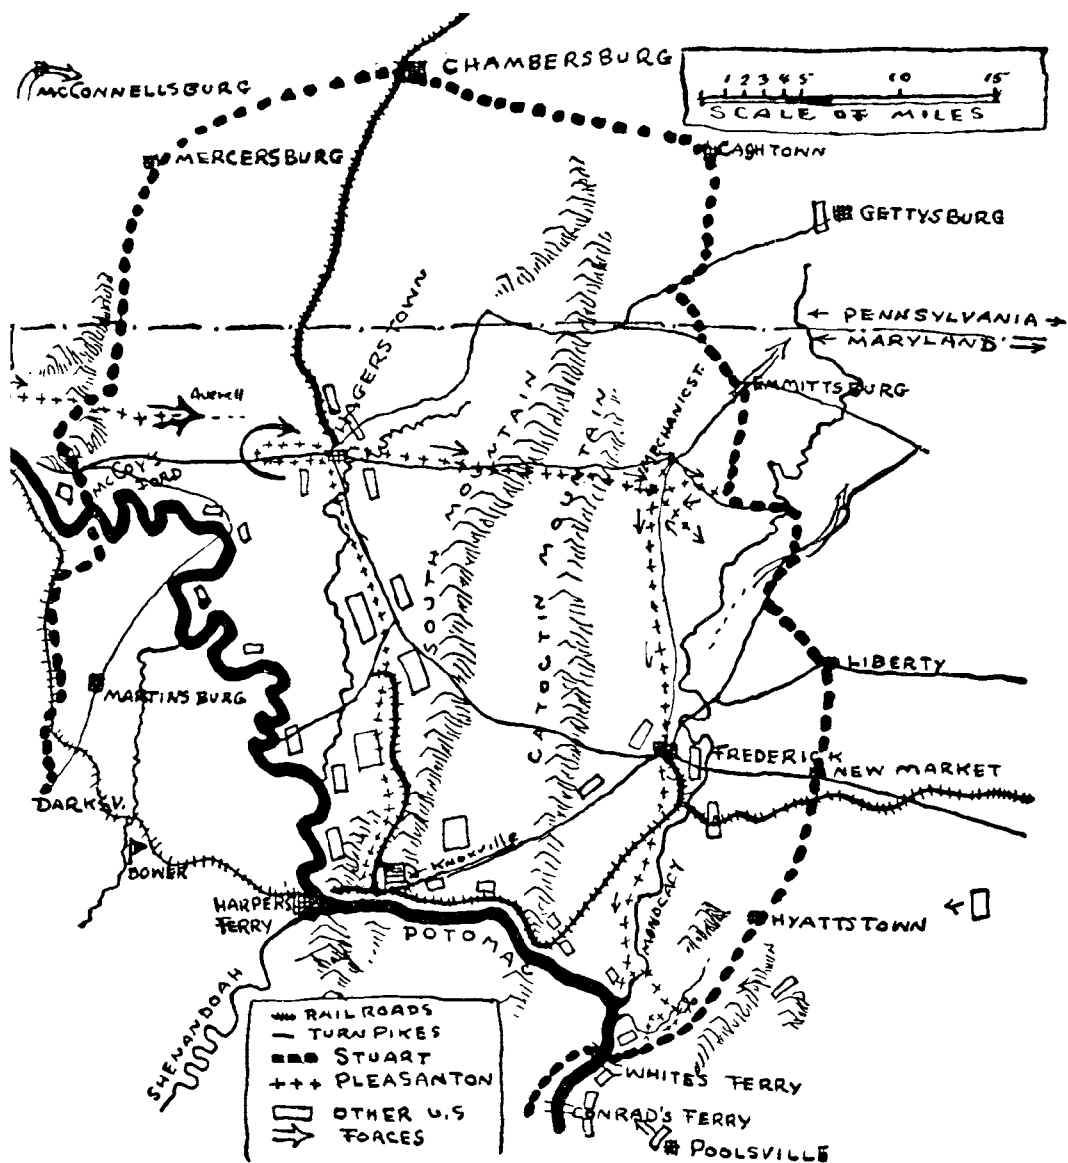 CHAMBERSBURG
McCONNELLSBURG
1 2 3 4 5 10 15
SCALE OF MILES
MERCERSBURG
CASHTOWN
GETTYSBURG
HAGERSTOWN
← PENNSYLVANIA →
← MARYLAND
Averell
EMMITTSBURG
MECHANICST.
McCOY'S
FORD
SOUTH MOUNTAIN
CATOCTIN MOUNTAIN
LIBERTY
MARTINSBURG
FREDERICK
NEW MARKET
DARKSV.
KNOXVILLE
BOWER
HARPERS
FERRY
POTOMAC
MONOCACY
HYATTSTOWN
SHENANDOAH
RAILROADS
TURNPIKES
STUART
+++ PLEASANTON
OTHER U.S
FORCES
WHITE'S FERRY
CONRAD'S FERRY
POOLSVILLE